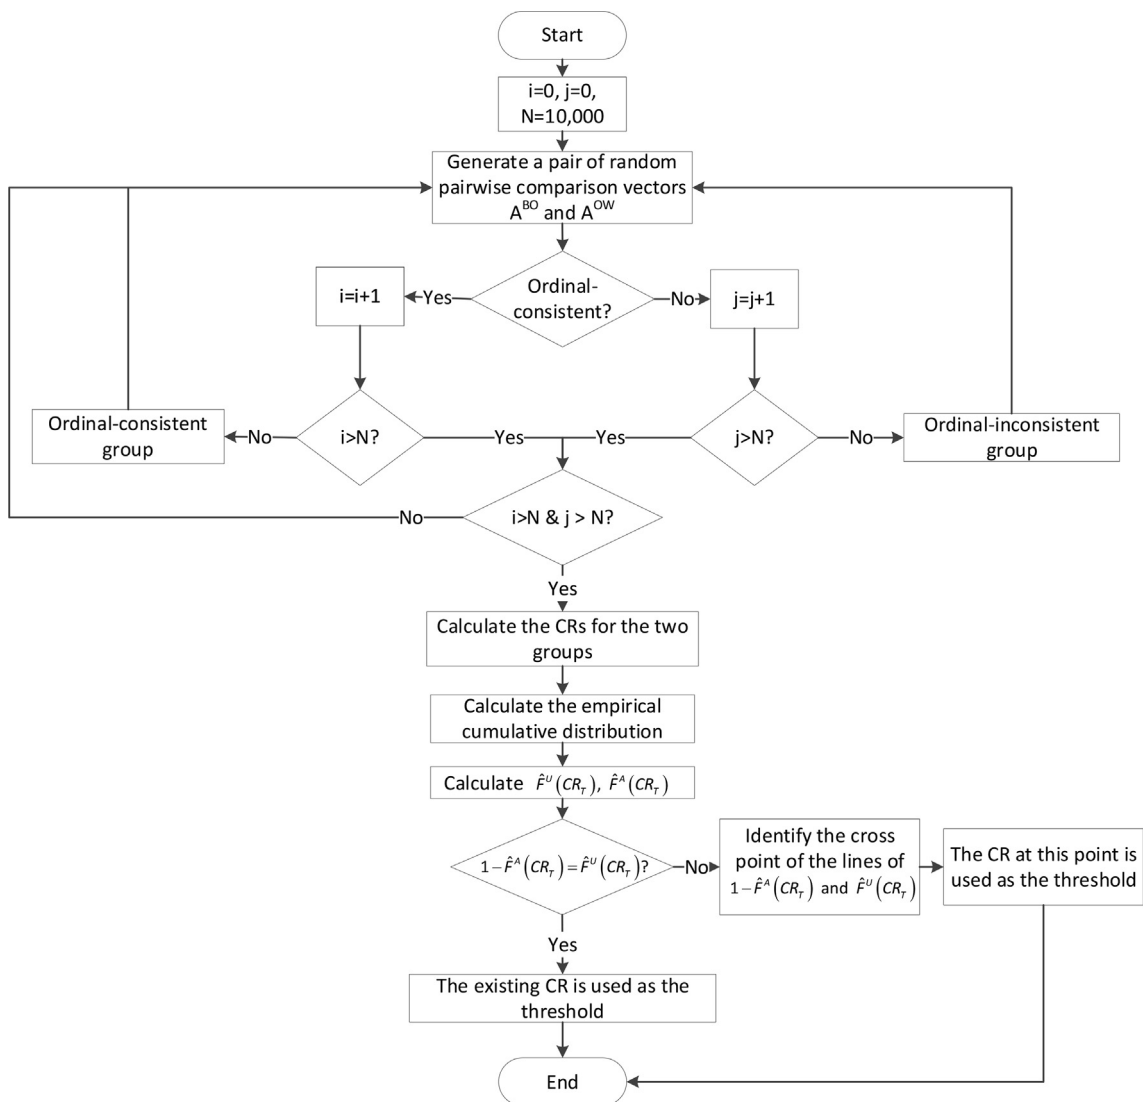 Start
i=0, j=0,
N=10,000
Generate a pair of random
pairwise comparison vectors
A^BO and A^OW
Ordinal-
consistent?
Yes
No
i=i+1
j=j+1
i>N?
j>N?
No
Yes
Yes
No
Ordinal-consistent
group
Ordinal-inconsistent
group
i>N & j > N?
No
Yes
Calculate the CRs for the two
groups
Calculate the empirical
cumulative distribution
Calculate F̂^U(CR_T), F̂^A(CR_T)
1−F̂^A(CR_T)=F̂^U(CR_T)?
No
Identify the cross
point of the lines of
1−F̂^A(CR_T) and F̂^U(CR_T)
The CR at this point is
used as the threshold
Yes
The existing CR is used as the
threshold
End